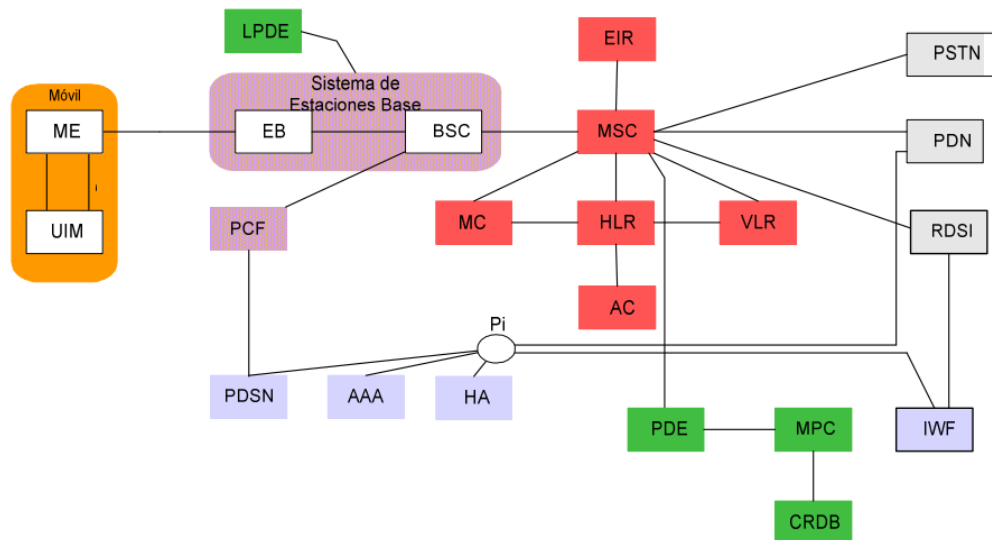 LPDE
EIR
PSTN
Móvil
Sistema de
Estaciones Base
ME
EB
BSC
MSC
PDN
UIM
PCF
MC
HLR
VLR
RDSI
AC
Pi
PDSN
AAA
HA
PDE
MPC
IWF
CRDB